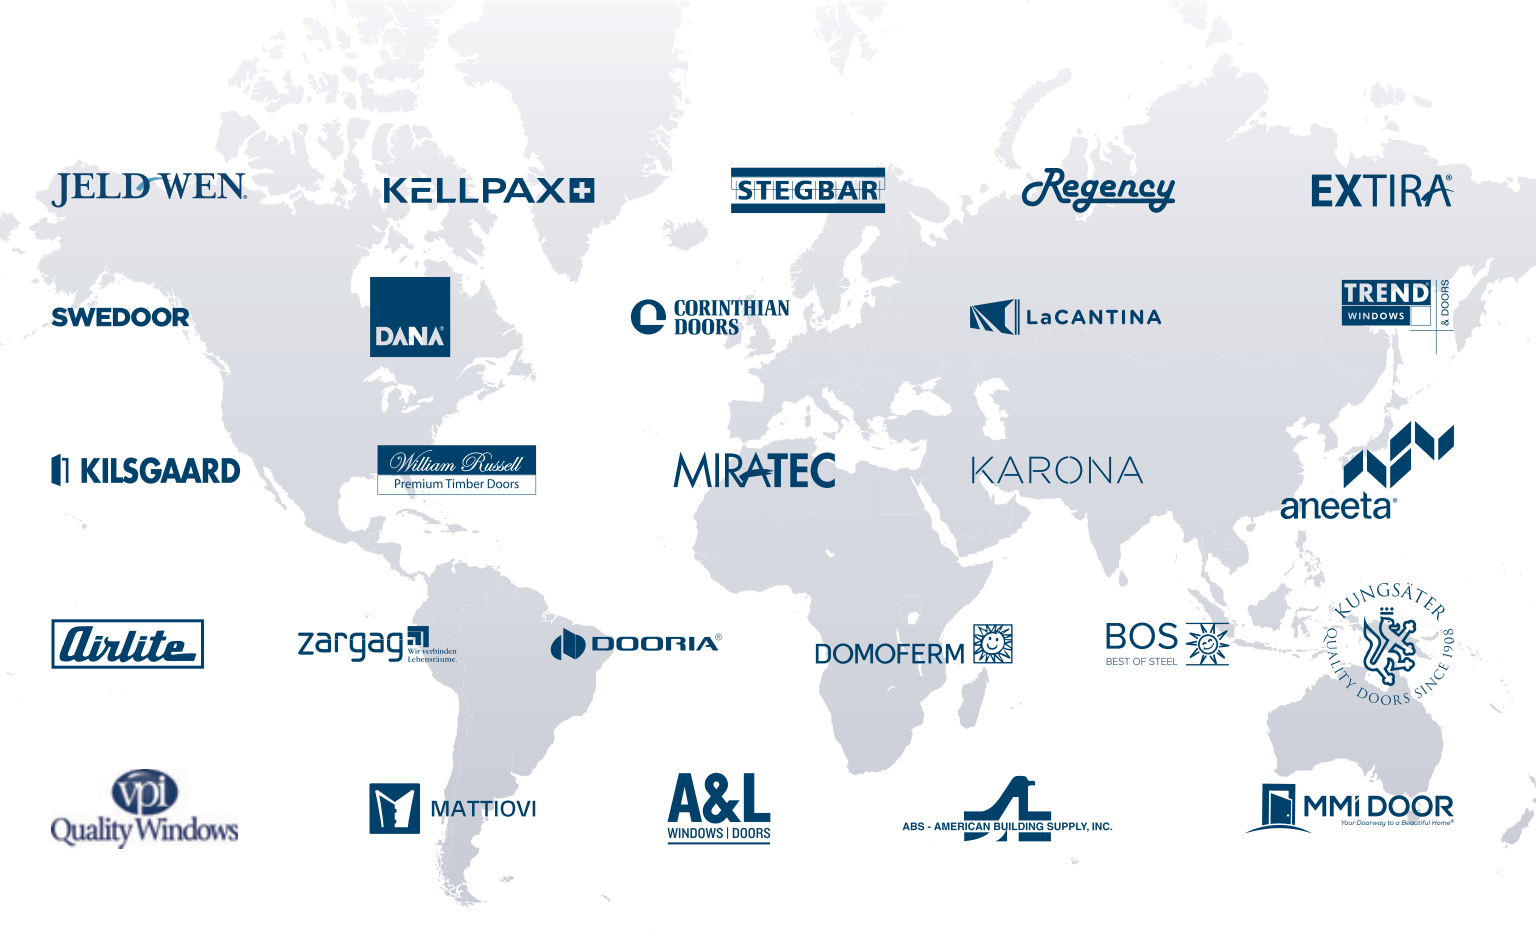 JELD WEN®
KELLPAX
STEGBAR
Regency
EXTIRA®
SWEDOOR
DANA®
CORINTHIAN
DOORS
LaCANTINA
TREND®
WINDOWS
& DOORS
KILSGAARD
William Russell
Premium Timber Doors
MIRATEC
KARONA
aneeta®
Airlite
zargag
Wir verbinden
Lebensräume.
DOORIA®
DOMOFERM
BOS
BEST OF STEEL
KUNGSÄTER
QUALITY DOORS SINCE 1908
vpi
Quality Windows
MATTIOVI
A&L
WINDOWS | DOORS
ABS - AMERICAN BUILDING SUPPLY, INC.
MMi DOOR
Your Doorway to a Beautiful Home®